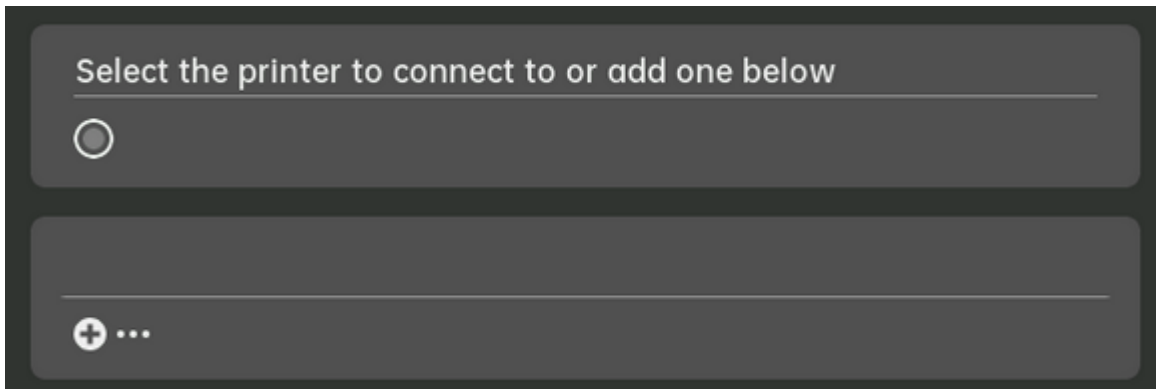 Select the printer to connect to or add one below
...